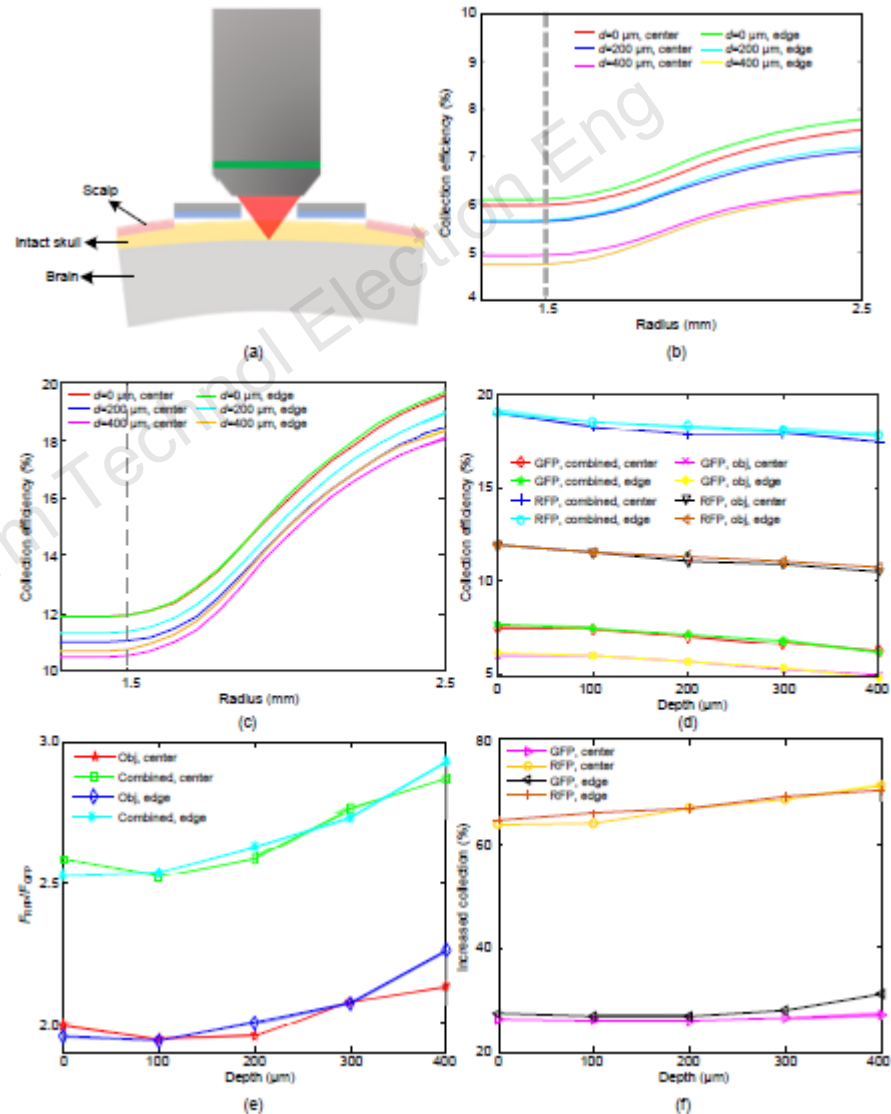 Scalp
Intact skull
Brain
(a)
10
9
8
7
6
5
4
Collection efficiency (%)
d=0 μm, center
d=200 μm, center
d=400 μm, center
d=0 μm, edge
d=200 μm, edge
d=400 μm, edge
1.5
2.5
Radius (mm)
(b)
20
18
16
14
12
10
Collection efficiency (%)
d=0 μm, center
d=200 μm, center
d=400 μm, center
d=0 μm, edge
d=200 μm, edge
d=400 μm, edge
1.5
2.5
Radius (mm)
(c)
20
15
10
5
Collection efficiency (%)
GFP, combined, center
GFP, combined, edge
RFP, combined, center
RFP, combined, edge
GFP, obj, center
GFP, obj, edge
RFP, obj, center
RFP, obj, edge
0
100
200
300
400
Depth (μm)
(d)
3.0
2.5
2.0
FRFP/FGFP
Obj, center
Combined, center
Obj, edge
Combined, edge
0
100
200
300
400
Depth (μm)
(e)
80
60
40
20
Increased collection (%)
GFP, center
RFP, center
GFP, edge
RFP, edge
0
100
200
300
400
Depth (μm)
(f)
Technol Electron Eng